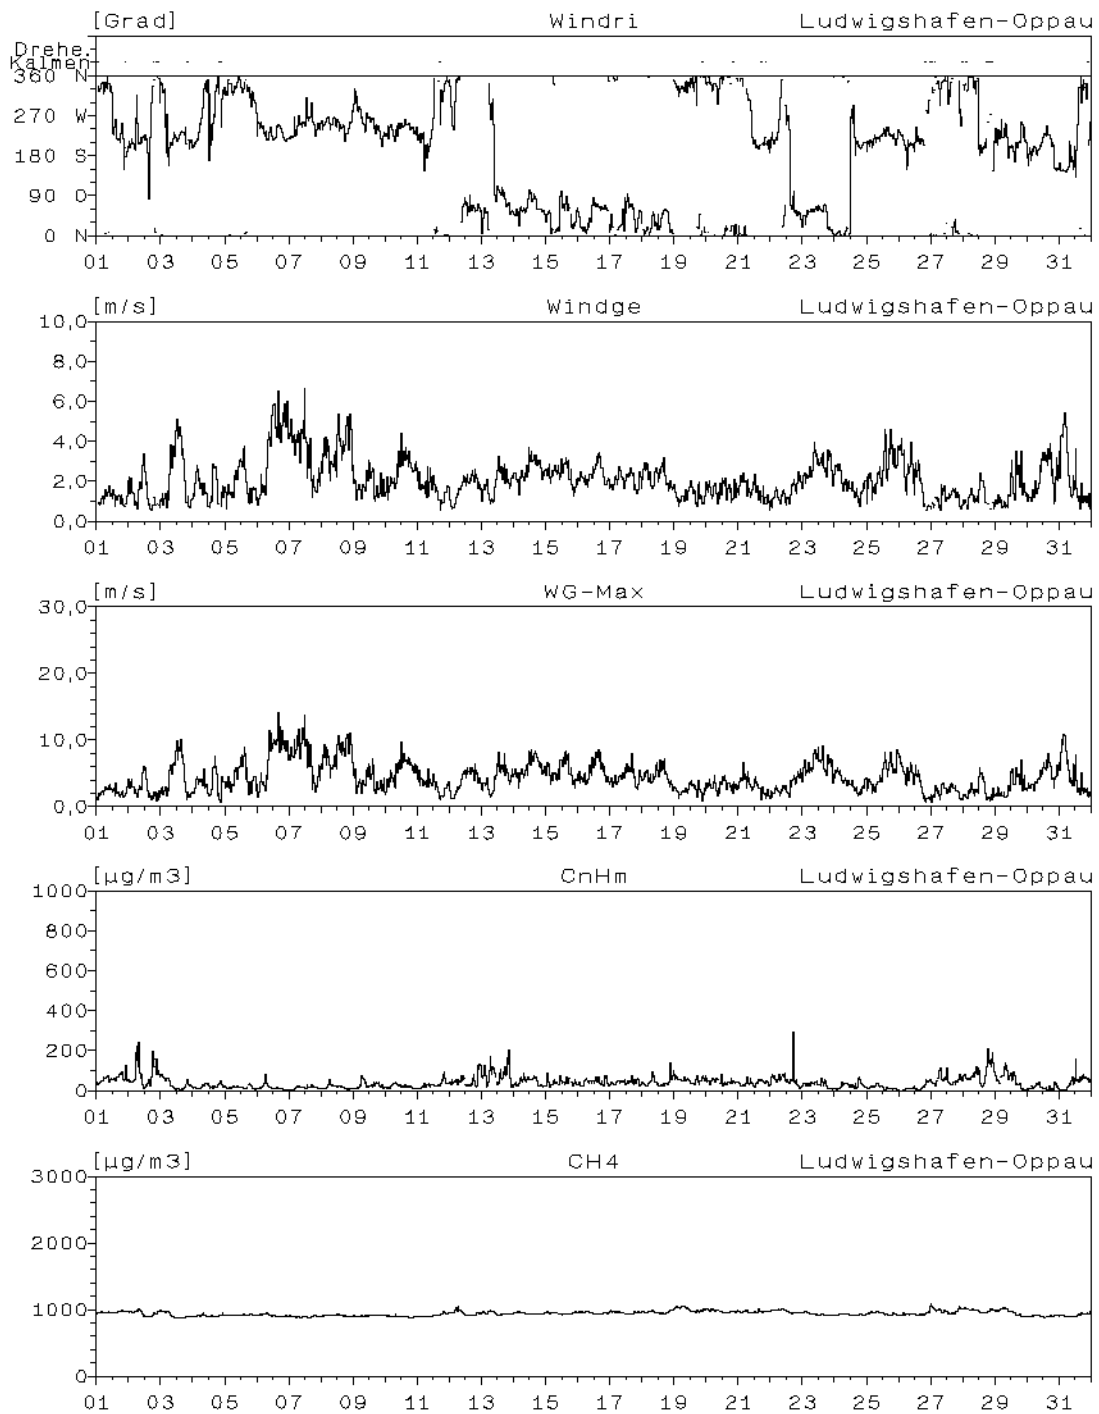 [Grad] Windri Ludwigshafen-Oppau
Drehe.
Kalmen
360 N
270 W
180 S
90 O
0 N
01 03 05 07 09 11 13 15 17 19 21 23 25 27 29 31
[m/s] Windge Ludwigshafen-Oppau
10,0
8,0
6,0
4,0
2,0
0,0
01 03 05 07 09 11 13 15 17 19 21 23 25 27 29 31
[m/s] WG-Max Ludwigshafen-Oppau
30,0
20,0
10,0
0,0
01 03 05 07 09 11 13 15 17 19 21 23 25 27 29 31
[µg/m3] CnHm Ludwigshafen-Oppau
1000
800
600
400
200
0
01 03 05 07 09 11 13 15 17 19 21 23 25 27 29 31
[µg/m3] CH4 Ludwigshafen-Oppau
3000
2000
1000
0
01 03 05 07 09 11 13 15 17 19 21 23 25 27 29 31